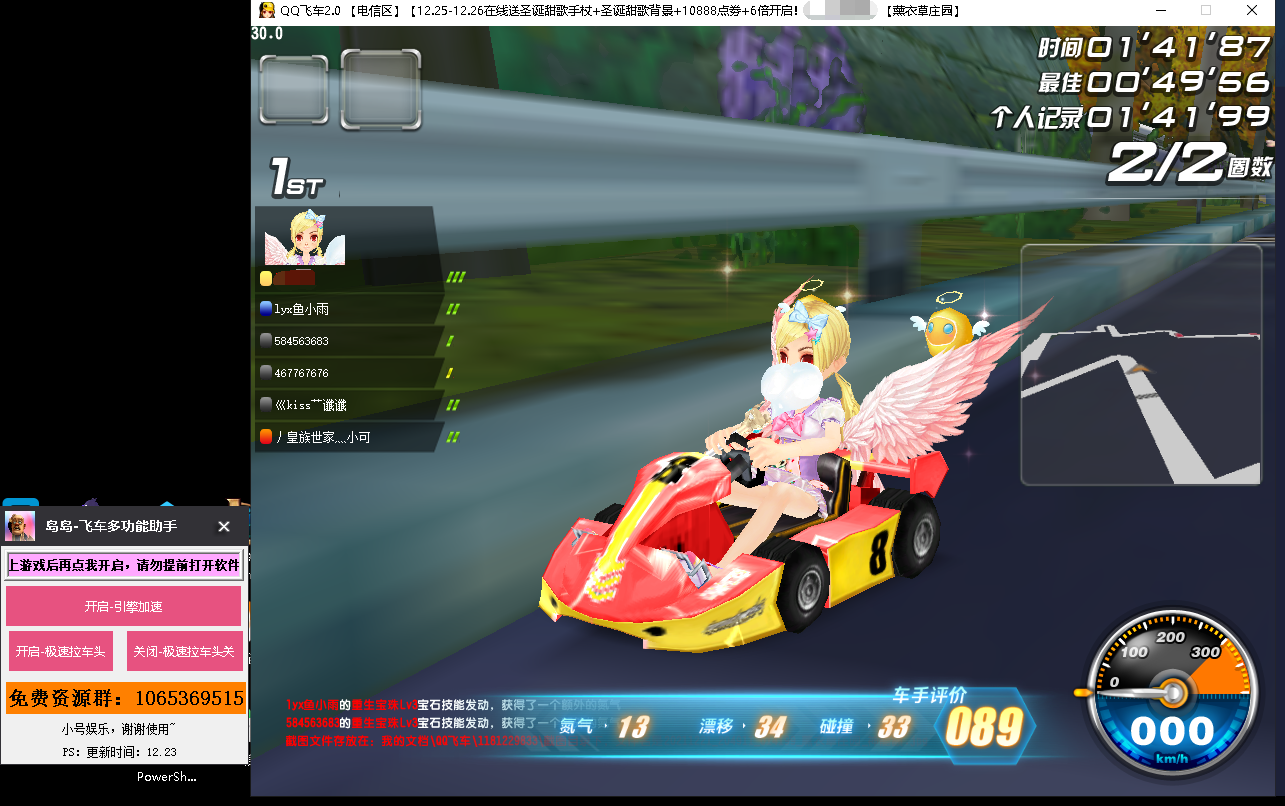 QQ飞车2.0 【电信区】【12.25-12.26在线送圣诞甜歌手杖+圣诞甜歌背景+10888点券+6倍开启!
【薰衣草庄园】
30.0
时间01'41'87
最佳00'49'56
个人记录01'41'99
2/2圈数
1ST
lyx鱼小雨
584563683
467767676
巛kiss艹谶谶
丿皇族世家灬小可
岛岛-飞车多功能助手
上游戏后再点我开启，请勿提前打开软件
开启-引擎加速
开启-极速拉车头
关闭-极速拉车头关
免费资源群：1065369515
小号娱乐，谢谢使用~
PS：更新时间：12.23
PowerSh...
lyx鱼小雨的重生宝珠Lv3宝石技能发动，获得了一个额外的氮气
584563683的重生宝珠Lv3宝石技能发动，获得了一个
截图文件存放在：我的文档\QQ飞车\
氮气 13
漂移 34
碰撞 33
车手评价
089
0
100
200
300
8
000
km/h